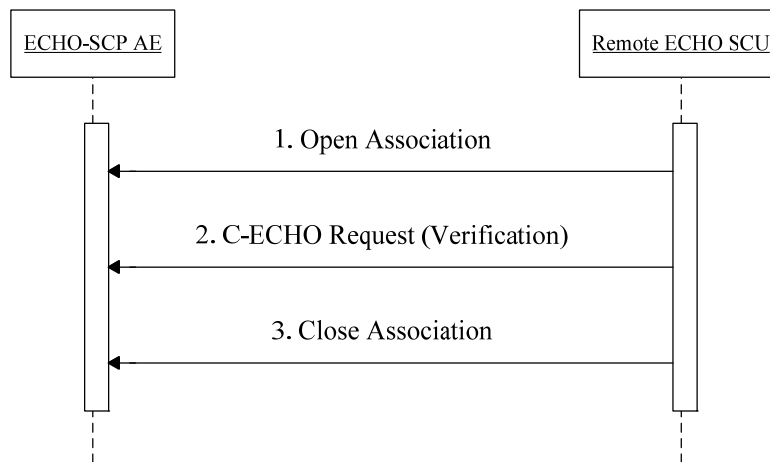 ECHO-SCP AE
Remote ECHO SCU
1. Open Association
2. C-ECHO Request (Verification)
3. Close Association